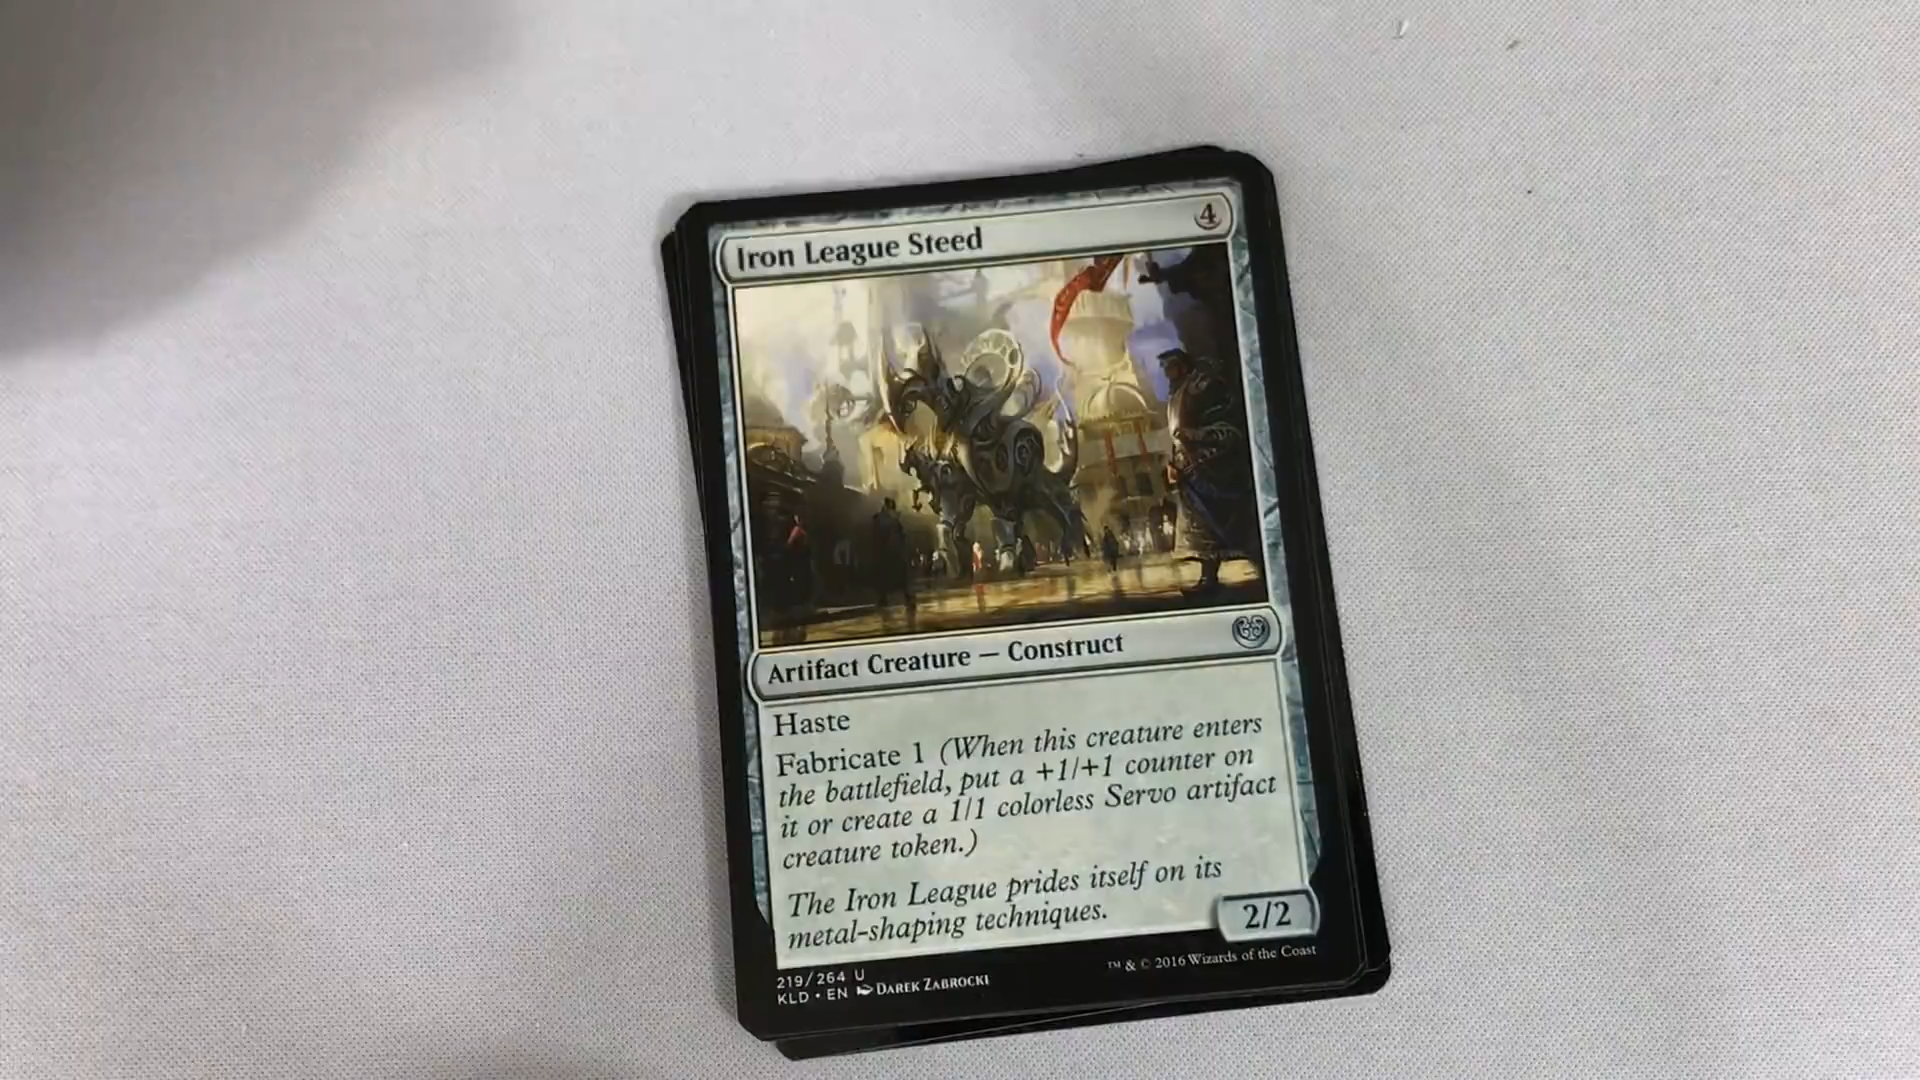 Iron League Steed 4
Artifact Creature — Construct
Haste
Fabricate 1 (When this creature enters
the battlefield, put a +1/+1 counter on
it or create a 1/1 colorless Servo artifact
creature token.)
The Iron League prides itself on its
metal-shaping techniques.
2/2
219/264 U
KLD • EN DAREK ZABROCKI
™ & © 2016 Wizards of the Coast